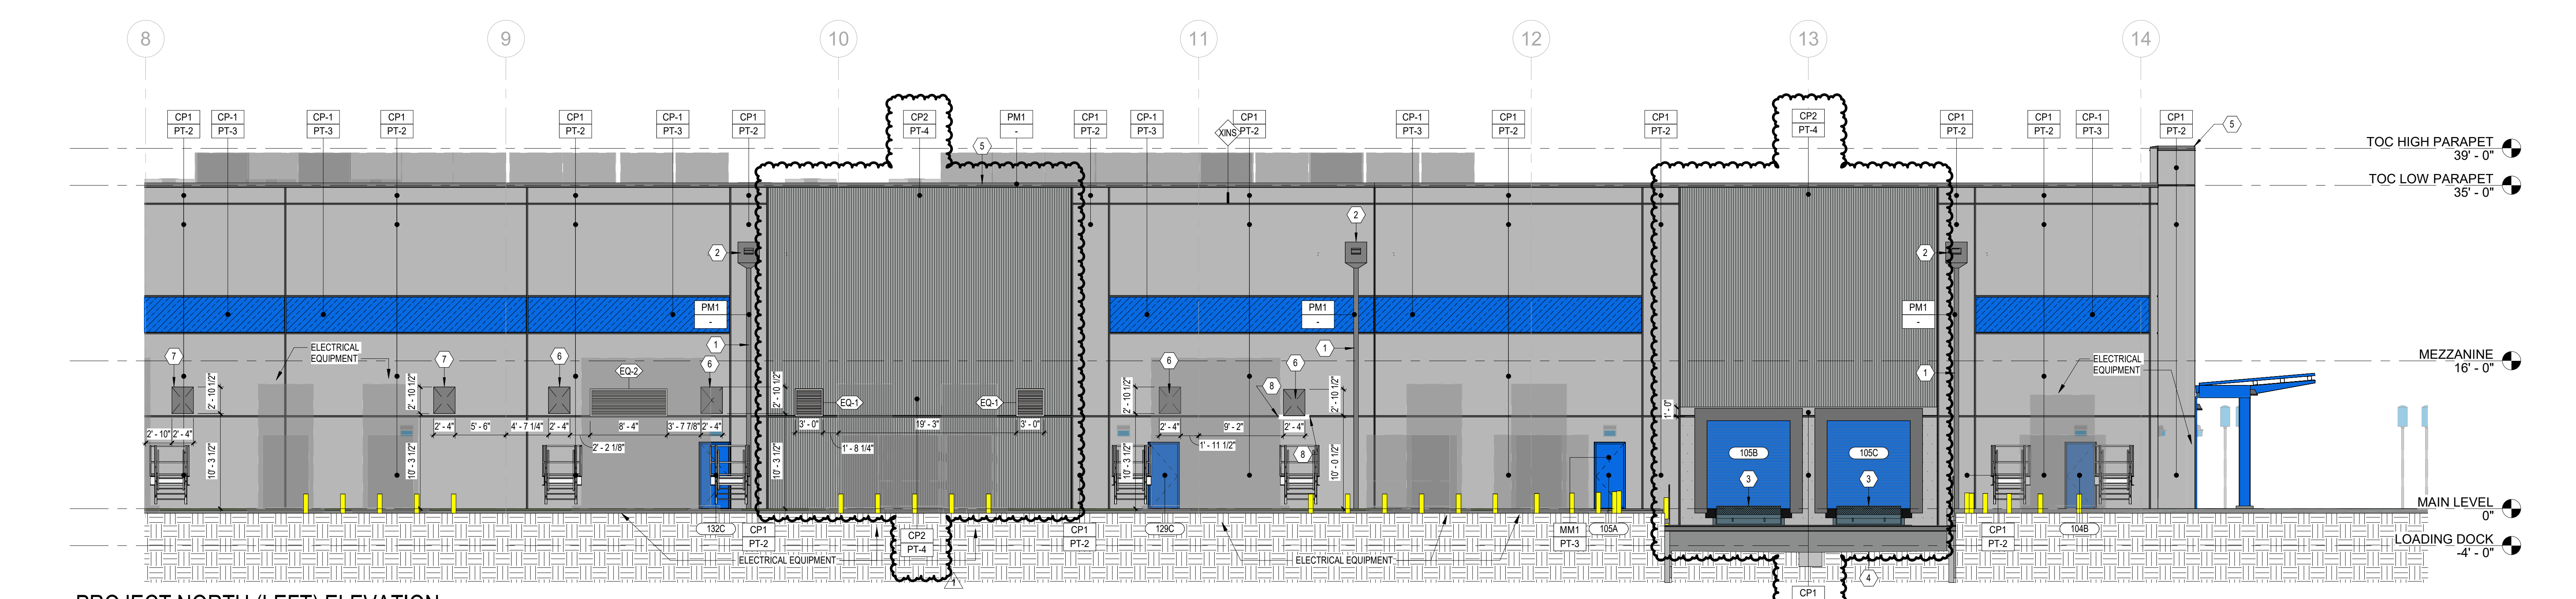 8 9 10 11 12 13 14
CP1 CP-1 CP-1 CP1 CP1 CP-1 CP1 CP2 PM1 CP1 CP-1 CP1 CP-1 CP1 CP1 CP2 CP1 CP1 CP-1 CP1
PT-2 PT-3 PT-3 PT-2 PT-2 PT-3 PT-2 PT-4 - PT-2 PT-3 XINS PT-2 PT-3 PT-2 PT-2 PT-4 PT-2 PT-2 PT-3 PT-2
5 5
TOC HIGH PARAPET
39' - 0"
TOC LOW PARAPET
35' - 0"
2 2 2
PM1 PM1 PM1
- - -
1 1 1
ELECTRICAL
EQUIPMENT
7 7 6 6 6 6
EQ-2
8
ELECTRICAL
EQUIPMENT
MEZZANINE
16' - 0"
2' - 10 1/2" 2' - 10 1/2" 2' - 10 1/2" 2' - 10 1/2" 2' - 10 1/2"
EQ-1 EQ-1
1' - 0"
2' - 10" 2' - 4" 2' - 4" 5' - 6" 4' - 7 1/4" 2' - 4" 8' - 4" 3' - 7 7/8" 2' - 4" 3' - 0" 19' - 3" 3' - 0" 2' - 4" 9' - 2" 2' - 4"
2' - 2 1/8" 1' - 8 1/4" 1' - 11 1/2"
8
10' - 3 1/2" 10' - 3 1/2" 10' - 3 1/2" 10' - 3 1/2" 10' - 0 1/2"
105B 105C
3 3
MAIN LEVEL
0"
132C 129C 105A 104B
CP1 CP2 CP1 MM1 CP1
PT-2 PT-4 PT-2 PT-3 PT-2
ELECTRICAL EQUIPMENT ELECTRICAL EQUIPMENT
LOADING DOCK
-4' - 0"
1 4
CP1
PROJECT NORTH (LEFT) ELEVATION